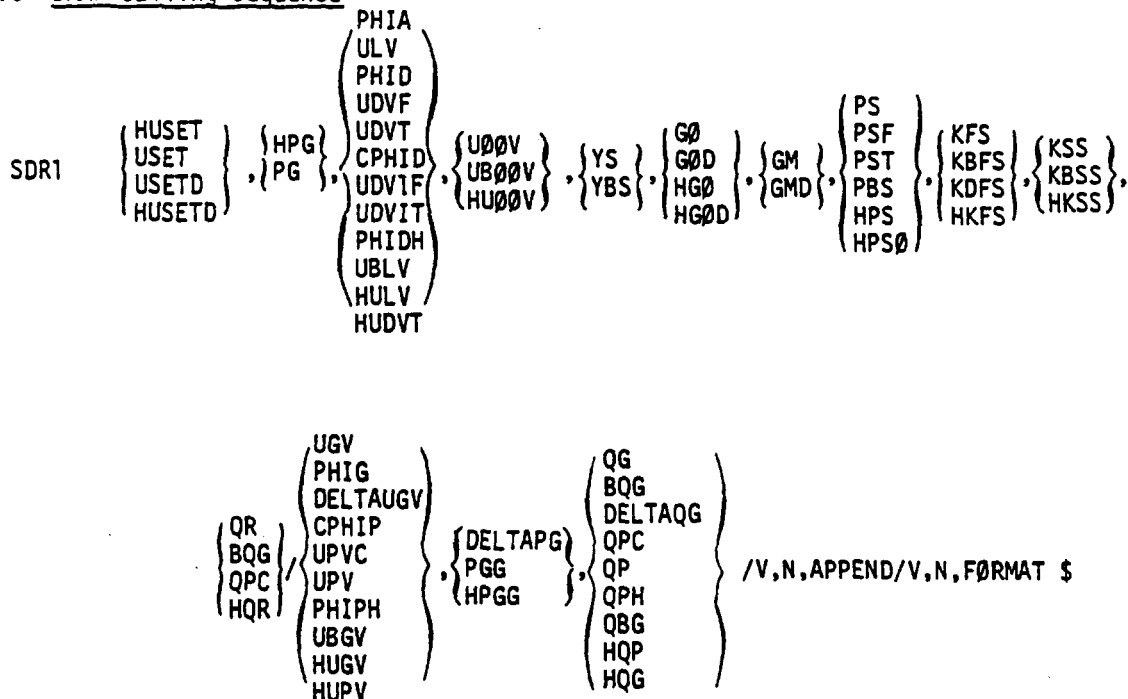 SDR1 {HUSET USET USETD HUSETD} , {HPG PG} , {PHIA ULV PHID UDVF UDVT CPHID UDV1F UDV1T PHIDH UBLV HULV HUDVT} , {UØØV UBØØV HUØØV} , {YS YBS} , {GØ GØD HGØ HGØD} , {GM GMD} , {PS PSF PST PBS HPS HPSØ} , {KFS KBFS KDFS HKFS} , {KSS KBSS HKSS} ,
{QR BQG QPC HQR} / {UGV PHIG DELTAUGV CPHIP UPVC UPV PHIPH UBGV HUGV HUPV} , {DELTAPG PGG HPGG} , {QG BQG DELTAQG QPC QP QPH QBG HQP HQG} /V,N,APPEND/V,N,FØRMAT $